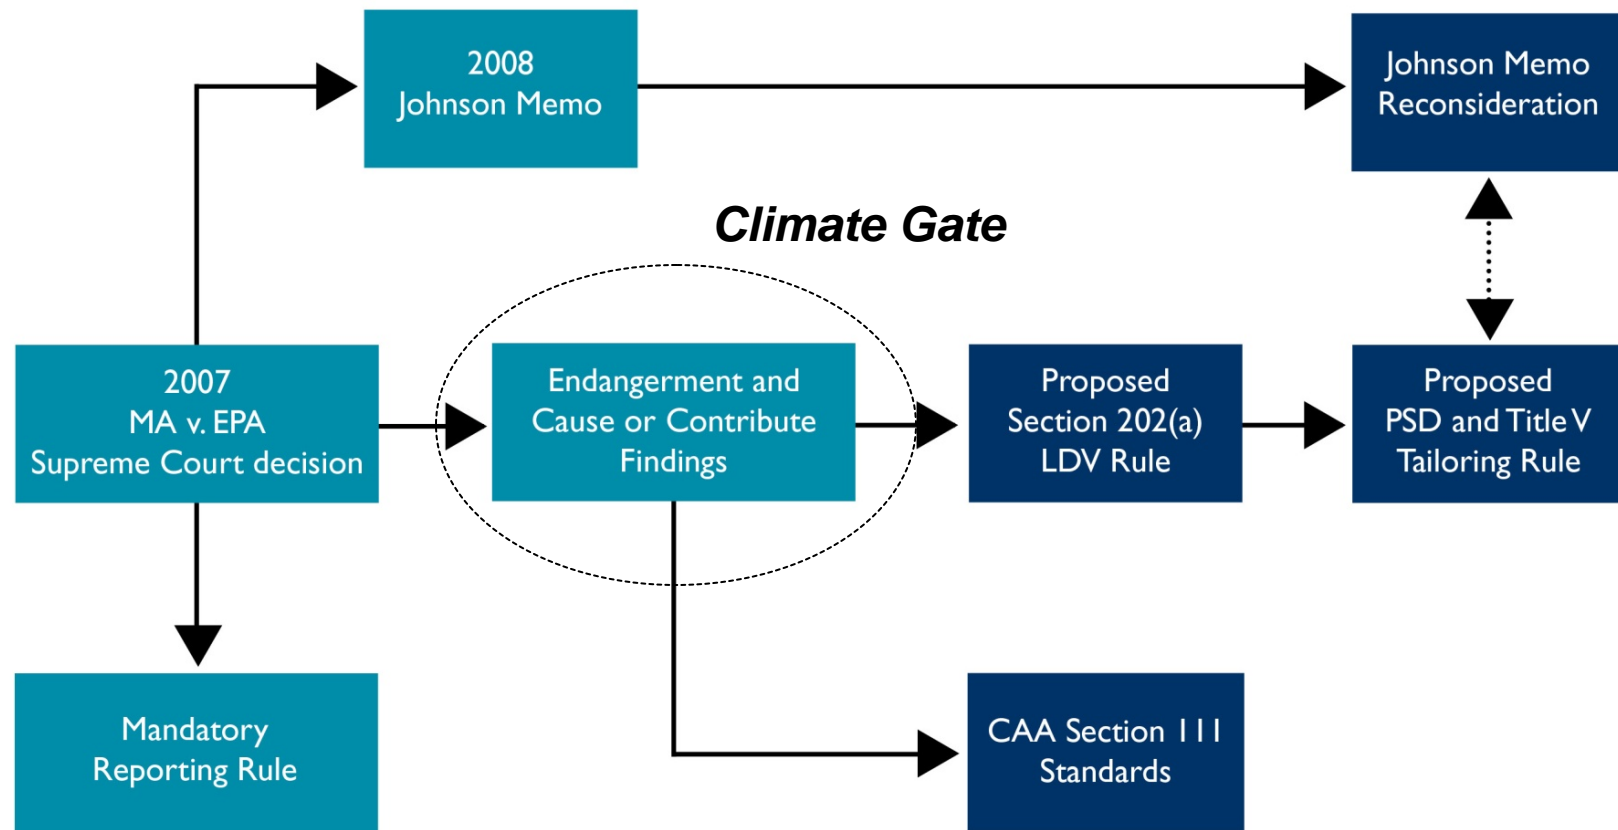 2008
Johnson Memo
Johnson Memo
Reconsideration
Climate Gate
2007
MA v. EPA
Supreme Court decision
Endangerment and
Cause or Contribute
Findings
Proposed
Section 202(a)
LDV Rule
Proposed
PSD and Title V
Tailoring Rule
Mandatory
Reporting Rule
CAA Section 111
Standards